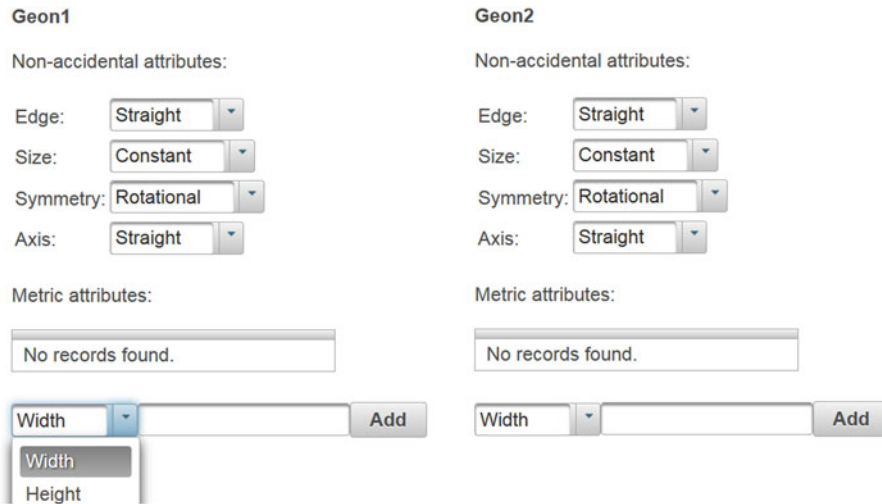 Geon1
Non-accidental attributes:
Edge: Straight
Size: Constant
Symmetry: Rotational
Axis: Straight
Metric attributes:
No records found.
Width Add
Width
Height
Geon2
Non-accidental attributes:
Edge: Straight
Size: Constant
Symmetry: Rotational
Axis: Straight
Metric attributes:
No records found.
Width Add